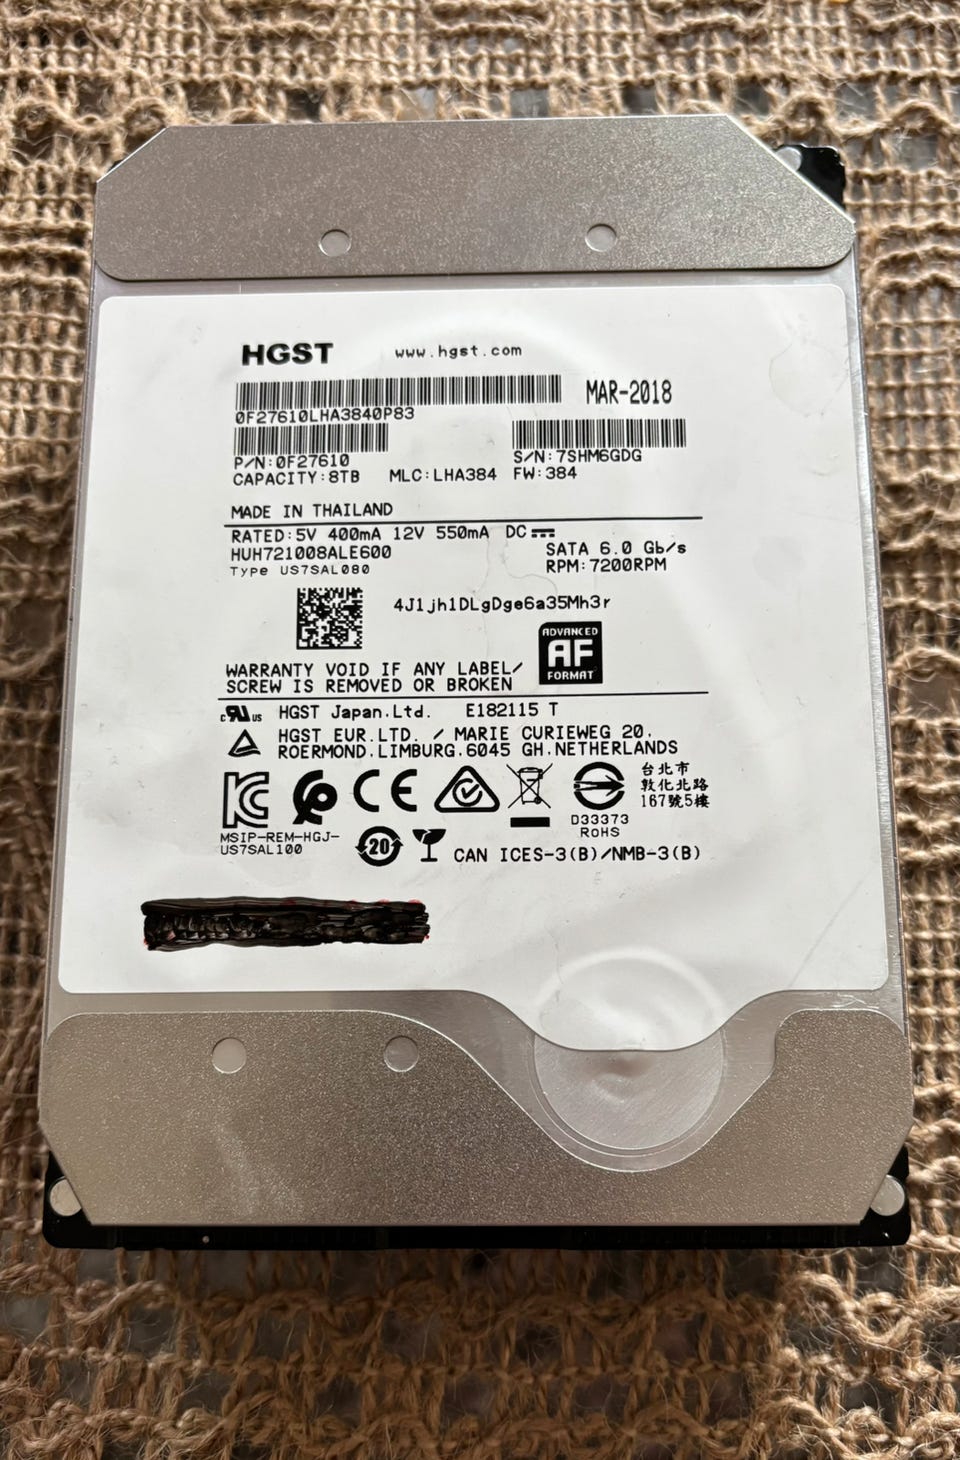 HGST www.hgst.com
MAR-2018
0F27610LHA3840P83
P/N:0F27610 S/N:7SHM6GDG
CAPACITY:8TB MLC:LHA384 FW:384
MADE IN THAILAND
RATED:5V 400mA 12V 550mA DC
HUH721008ALE600 SATA 6.0 Gb/s
Type US7SAL080 RPM:7200RPM
4J1jh1DLgDge6a35Mh3r
ADVANCED
AF
FORMAT
WARRANTY VOID IF ANY LABEL/
SCREW IS REMOVED OR BROKEN
c RU US HGST Japan.Ltd. E182115 T
HGST EUR.LTD. / MARIE CURIEWEG 20,
ROERMOND.LIMBURG.6045 GH.NETHERLANDS
KC CE 台北市
敦化北路
167號5樓
D33373
ROHS
MSIP-REM-HGJ-
US7SAL100
20 CAN ICES-3(B)/NMB-3(B)